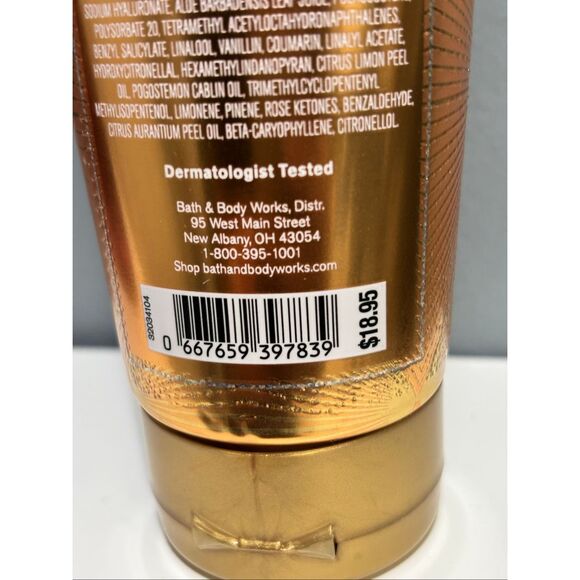 SODIUM HYALURONATE, ALOE BARBADENSIS LEAF JUICE,
POLYSORBATE 20, TETRAMETHYL ACETYLOCTAHYDRONAPHTHALENES,
BENZYL SALICYLATE, LINALOOL, VANILLIN, COUMARIN, LINALYL ACETATE,
HYDROXYCITRONELLAL, HEXAMETHYLINDANOPYRAN, CITRUS LIMON PEEL
OIL, POGOSTEMON CABLIN OIL, TRIMETHYLCYCLOPENTENYL
METHYLISOPENTENOL, LIMONENE, PINENE, ROSE KETONES, BENZALDEHYDE,
CITRUS AURANTIUM PEEL OIL, BETA-CARYOPHYLLENE, CITRONELLOL.
Dermatologist Tested
Bath & Body Works, Distr.
95 West Main Street
New Albany, OH 43054
1-800-395-1001
Shop bathandbodyworks.com
32034104
0 667659 397839
$18.95